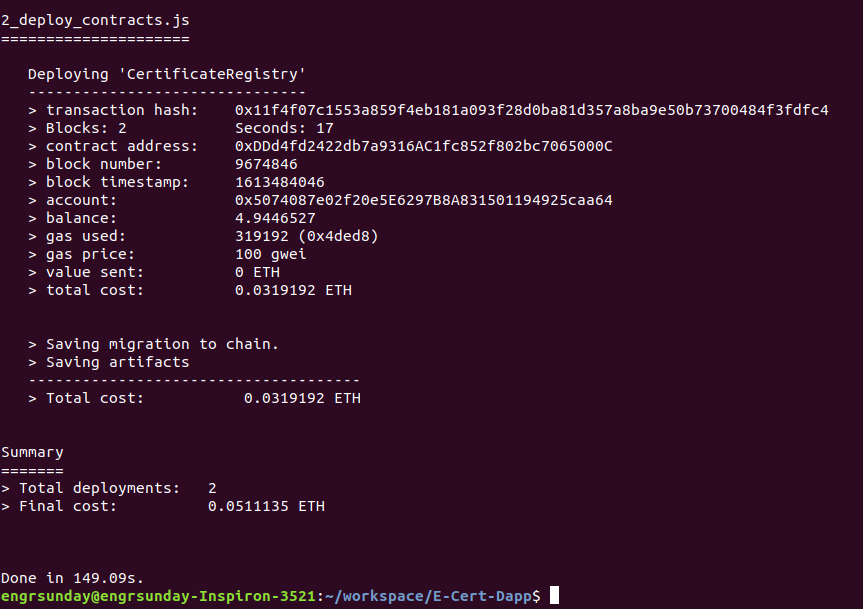 2_deploy_contracts.js
=====================
Deploying 'CertificateRegistry'
-------------------------------
> transaction hash: 0x11f4f07c1553a859f4eb181a093f28d0ba81d357a8ba9e50b73700484f3fdfc4
> Blocks: 2 Seconds: 17
> contract address: 0xDDd4fd2422db7a9316AC1fc852f802bc7065000C
> block number: 9674846
> block timestamp: 1613484046
> account: 0x5074087e02f20e5E6297B8A831501194925caa64
> balance: 4.9446527
> gas used: 319192 (0x4ded8)
> gas price: 100 gwei
> value sent: 0 ETH
> total cost: 0.0319192 ETH
> Saving migration to chain.
> Saving artifacts
-------------------------------------
> Total cost: 0.0319192 ETH
Summary
=======
> Total deployments: 2
> Final cost: 0.0511135 ETH
Done in 149.09s.
engrsunday@engrsunday-Inspiron-3521:~/workspace/E-Cert-Dapp$